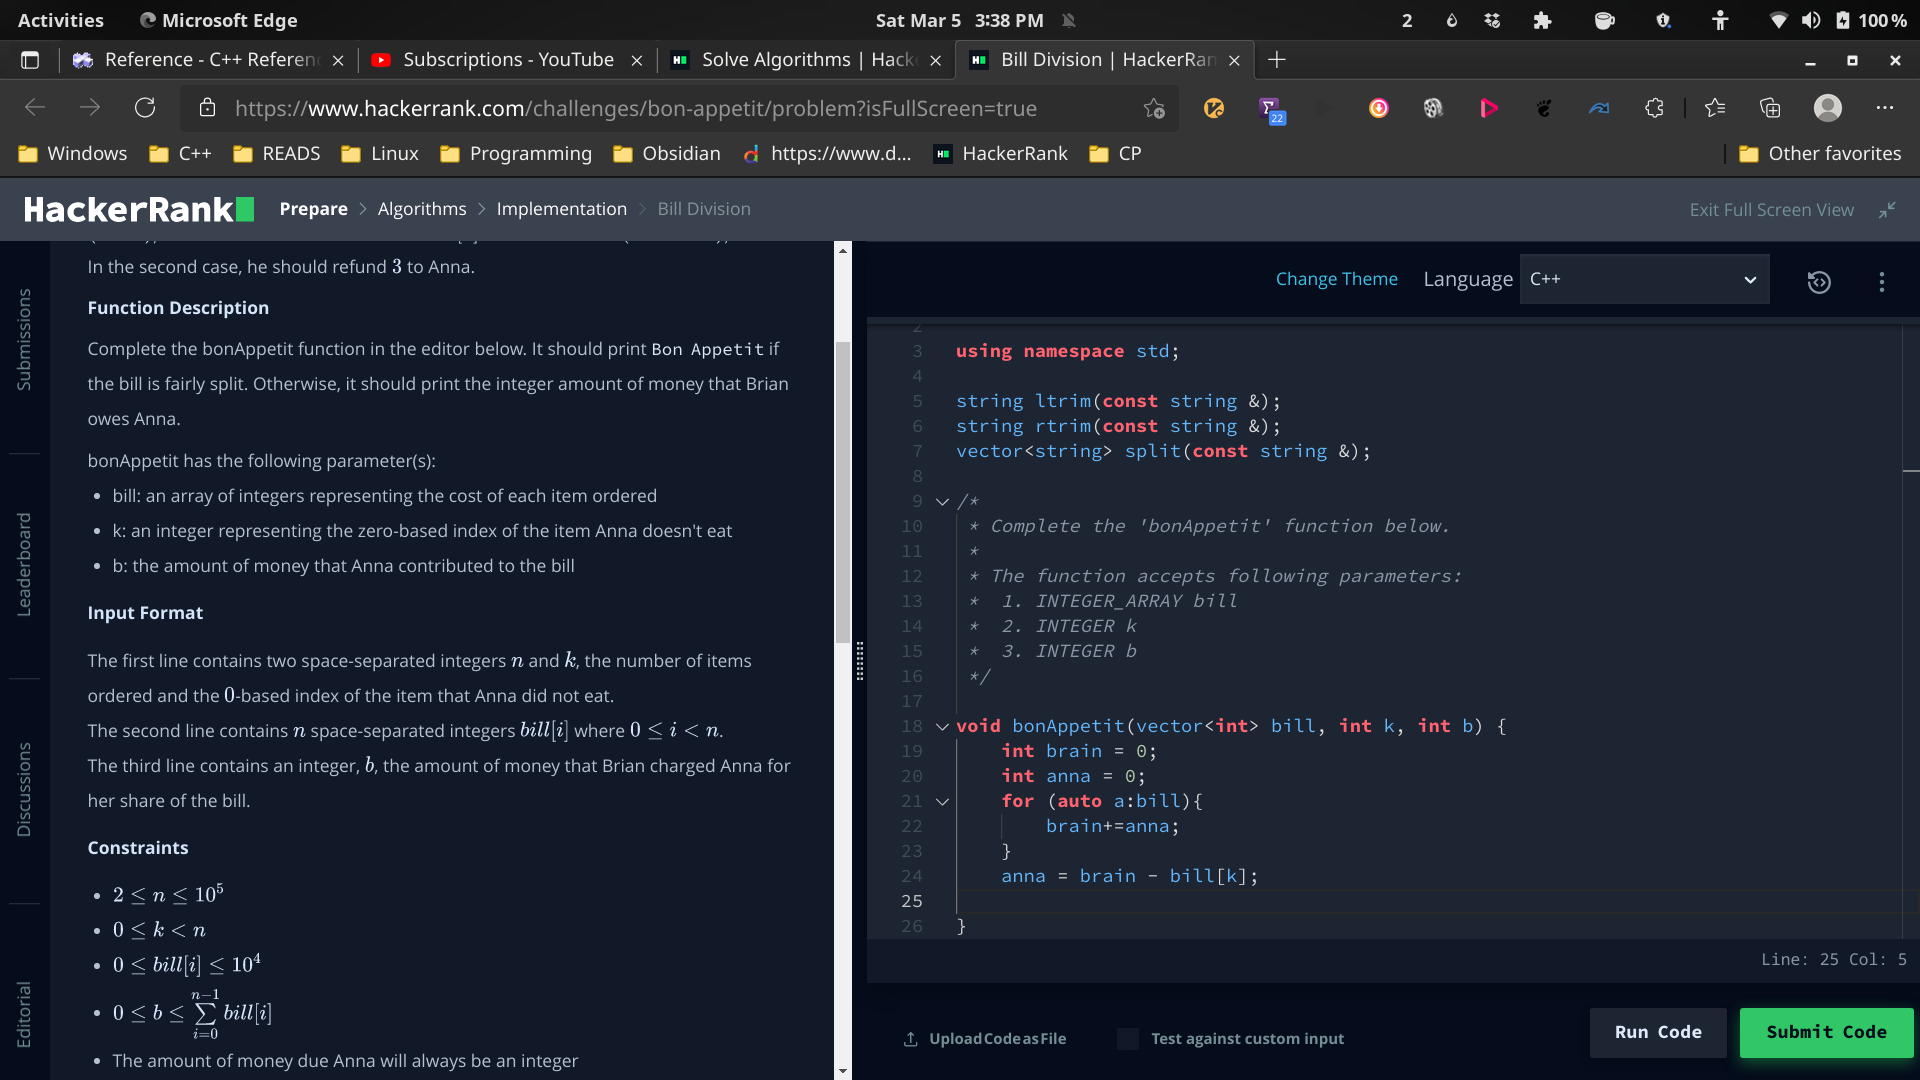 Activities
Microsoft Edge
Sat Mar 5 3:38 PM
2
100 %
Reference - C++ Referen
Subscriptions - YouTube
Solve Algorithms | Hack
Bill Division | HackerRan
https://www.hackerrank.com/challenges/bon-appetit/problem?isFullScreen=true
22
Windows
C++
READS
Linux
Programming
Obsidian
https://www.d...
HackerRank
CP
Other favorites
HackerRank
Prepare > Algorithms > Implementation > Bill Division
Exit Full Screen View
Submissions
Leaderboard
Discussions
Editorial
In the second case, he should refund 3 to Anna.
Function Description
Complete the bonAppetit function in the editor below. It should print Bon Appetit if
the bill is fairly split. Otherwise, it should print the integer amount of money that Brian
owes Anna.
bonAppetit has the following parameter(s):
• bill: an array of integers representing the cost of each item ordered
• k: an integer representing the zero-based index of the item Anna doesn't eat
• b: the amount of money that Anna contributed to the bill
Input Format
The first line contains two space-separated integers n and k, the number of items
ordered and the 0-based index of the item that Anna did not eat.
The second line contains n space-separated integers bill[i] where 0 ≤ i < n.
The third line contains an integer, b, the amount of money that Brian charged Anna for
her share of the bill.
Constraints
• 2 ≤ n ≤ 10^5
• 0 ≤ k < n
• 0 ≤ bill[i] ≤ 10^4
• 0 ≤ b ≤ ∑_{i=0}^{n−1} bill[i]
• The amount of money due Anna will always be an integer
Change Theme
Language
C++
2
3 using namespace std;
4
5 string ltrim(const string &);
6 string rtrim(const string &);
7 vector<string> split(const string &);
8
9 /*
10 * Complete the 'bonAppetit' function below.
11 *
12 * The function accepts following parameters:
13 *  1. INTEGER_ARRAY bill
14 *  2. INTEGER k
15 *  3. INTEGER b
16 */
17
18 void bonAppetit(vector<int> bill, int k, int b) {
19     int brain = 0;
20     int anna = 0;
21     for (auto a:bill){
22         brain+=anna;
23     }
24     anna = brain - bill[k];
25
26 }
Line: 25 Col: 5
Upload Code as File
Test against custom input
Run Code
Submit Code